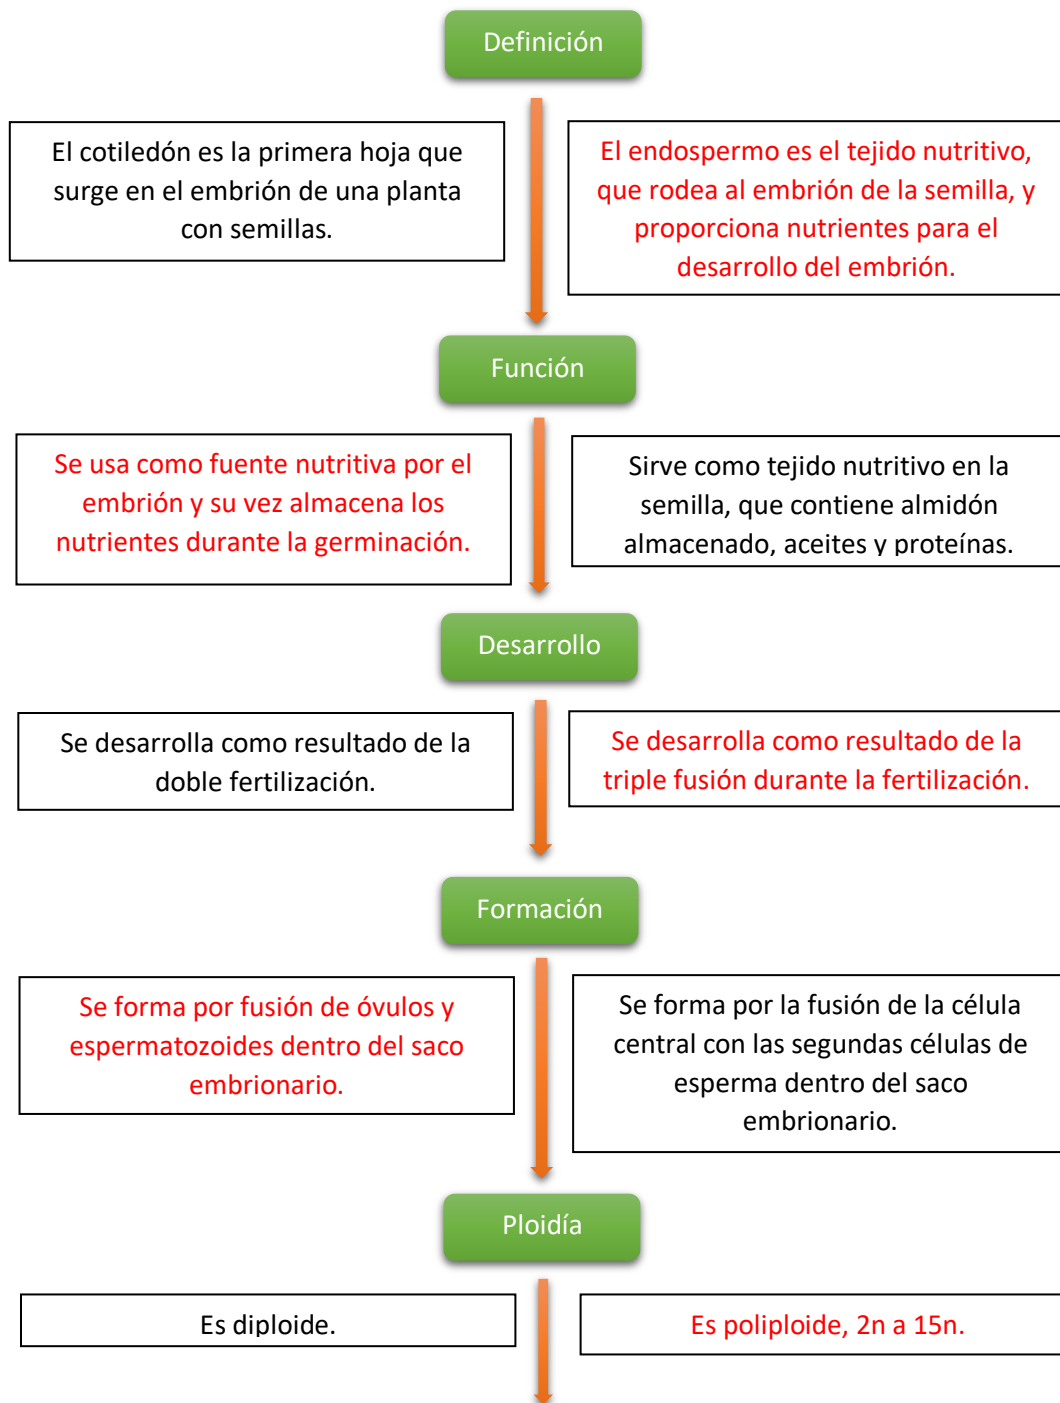 Definición
El cotiledón es la primera hoja que
surge en el embrión de una planta
con semillas.
El endospermo es el tejido nutritivo,
que rodea al embrión de la semilla, y
proporciona nutrientes para el
desarrollo del embrión.
Función
Se usa como fuente nutritiva por el
embrión y su vez almacena los
nutrientes durante la germinación.
Sirve como tejido nutritivo en la
semilla, que contiene almidón
almacenado, aceites y proteínas.
Desarrollo
Se desarrolla como resultado de la
doble fertilización.
Se desarrolla como resultado de la
triple fusión durante la fertilización.
Formación
Se forma por fusión de óvulos y
espermatozoides dentro del saco
embrionario.
Se forma por la fusión de la célula
central con las segundas células de
esperma dentro del saco
embrionario.
Ploidía
Es diploide.
Es poliploide, 2n a 15n.